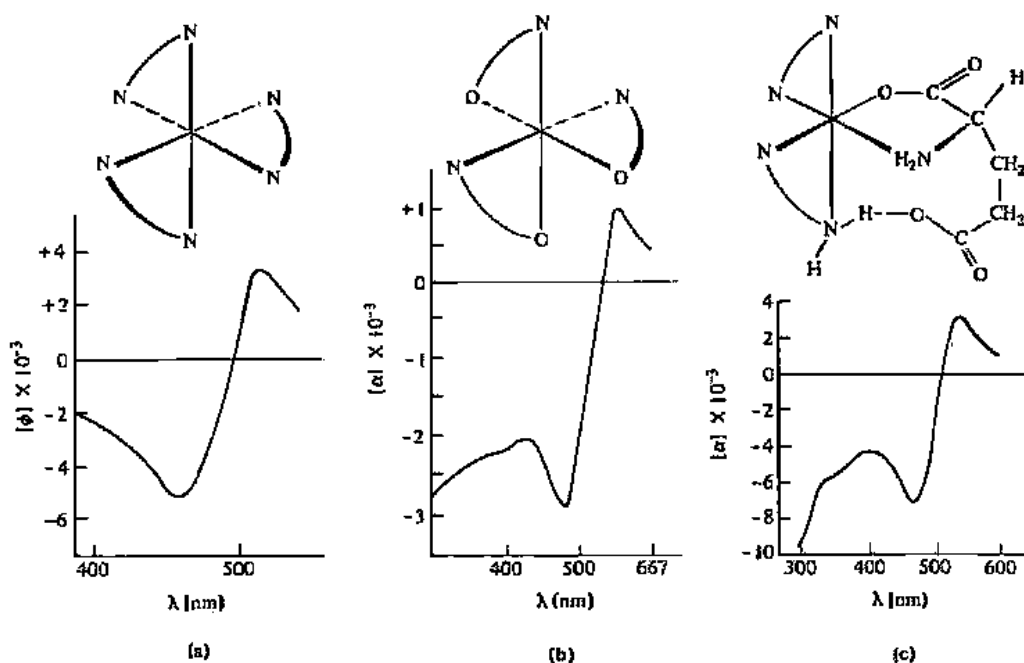 N
N
N
N
N
N
N
O
N
N
O
O
N
N
N
N
O
C
O
H
C
H₂N
CH₂
CH₂
H
O
C
O
H
+4
+2
0
−2
−4
−6
[ϕ] × 10⁻³
400
500
λ (nm)
(a)
+1
0
−1
−2
−3
[α] × 10⁻³
400
500
667
λ (nm)
(b)
4
2
0
−2
−4
−6
−8
−10
[α] × 10⁻³
300
400
500
600
λ (nm)
(c)